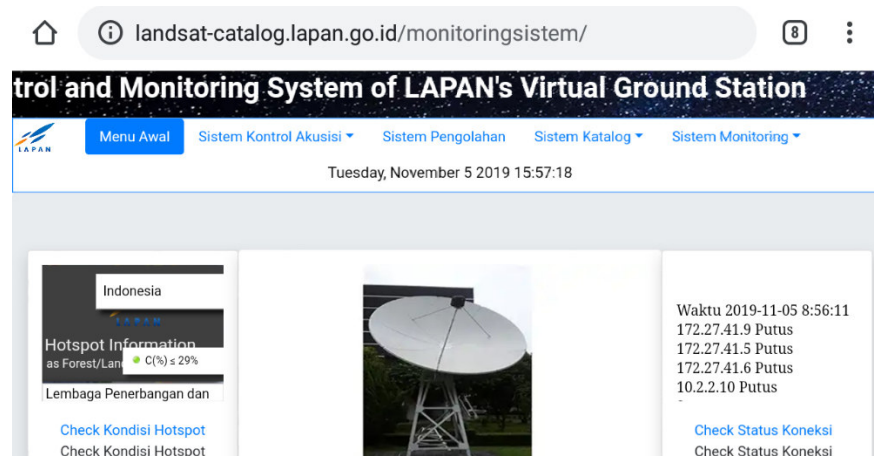 landsat-catalog.lapan.go.id/monitoringsistem/
8
trol and Monitoring System of LAPAN's Virtual Ground Station
LAPAN
Menu Awal
Sistem Kontrol Akusisi
Sistem Pengolahan
Sistem Katalog
Sistem Monitoring
Tuesday, November 5 2019 15:57:18
Indonesia
LAPAN
Hotspot Information
as Forest/Lan
C(%) ≤ 29%
Lembaga Penerbangan dan
Check Kondisi Hotspot
Check Kondisi Hotspot
Waktu 2019-11-05 8:56:11
172.27.41.9 Putus
172.27.41.5 Putus
172.27.41.6 Putus
10.2.2.10 Putus
Check Status Koneksi
Check Status Koneksi